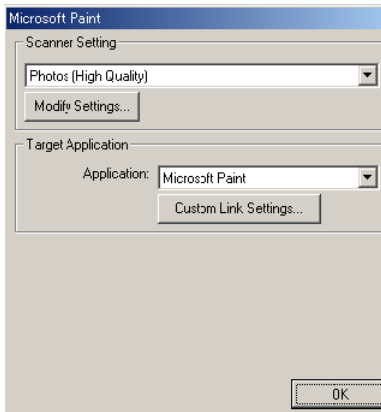 Microsoft Paint
Scanner Setting
Photos (High Quality)
Modify Settings...
Target Application
Application: Microsoft Paint
Custom Link Settings...
OK